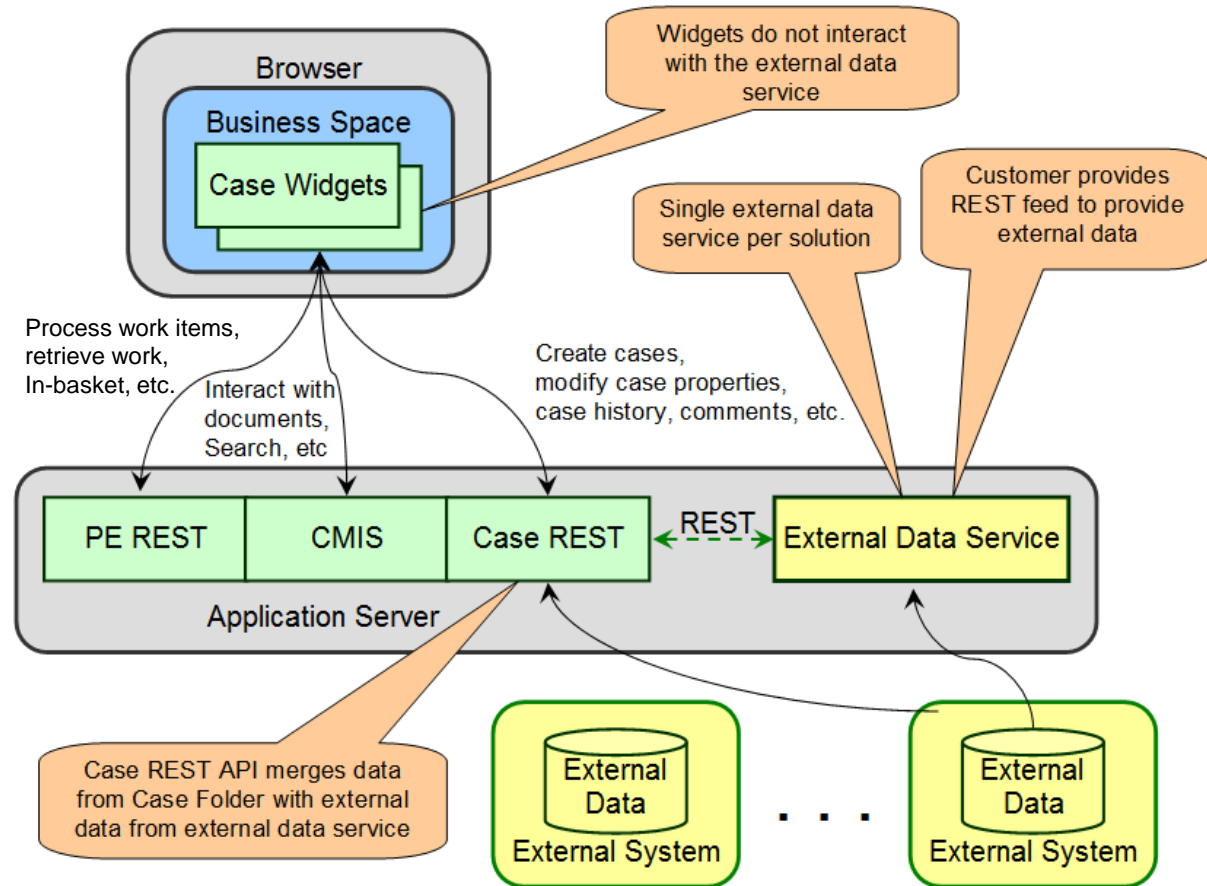 Widgets do not interact
with the external data
service
Browser
Business Space
Case Widgets
Customer provides
REST feed to provide
external data
Single external data
service per solution
Process work items,
retrieve work,
In-basket, etc.
Interact with
documents,
Search, etc
Create cases,
modify case properties,
case history, comments, etc.
PE REST
CMIS
Case REST
REST
External Data Service
Application Server
Case REST API merges data
from Case Folder with external
data from external data service
External
Data
External System
. . .
External
Data
External System